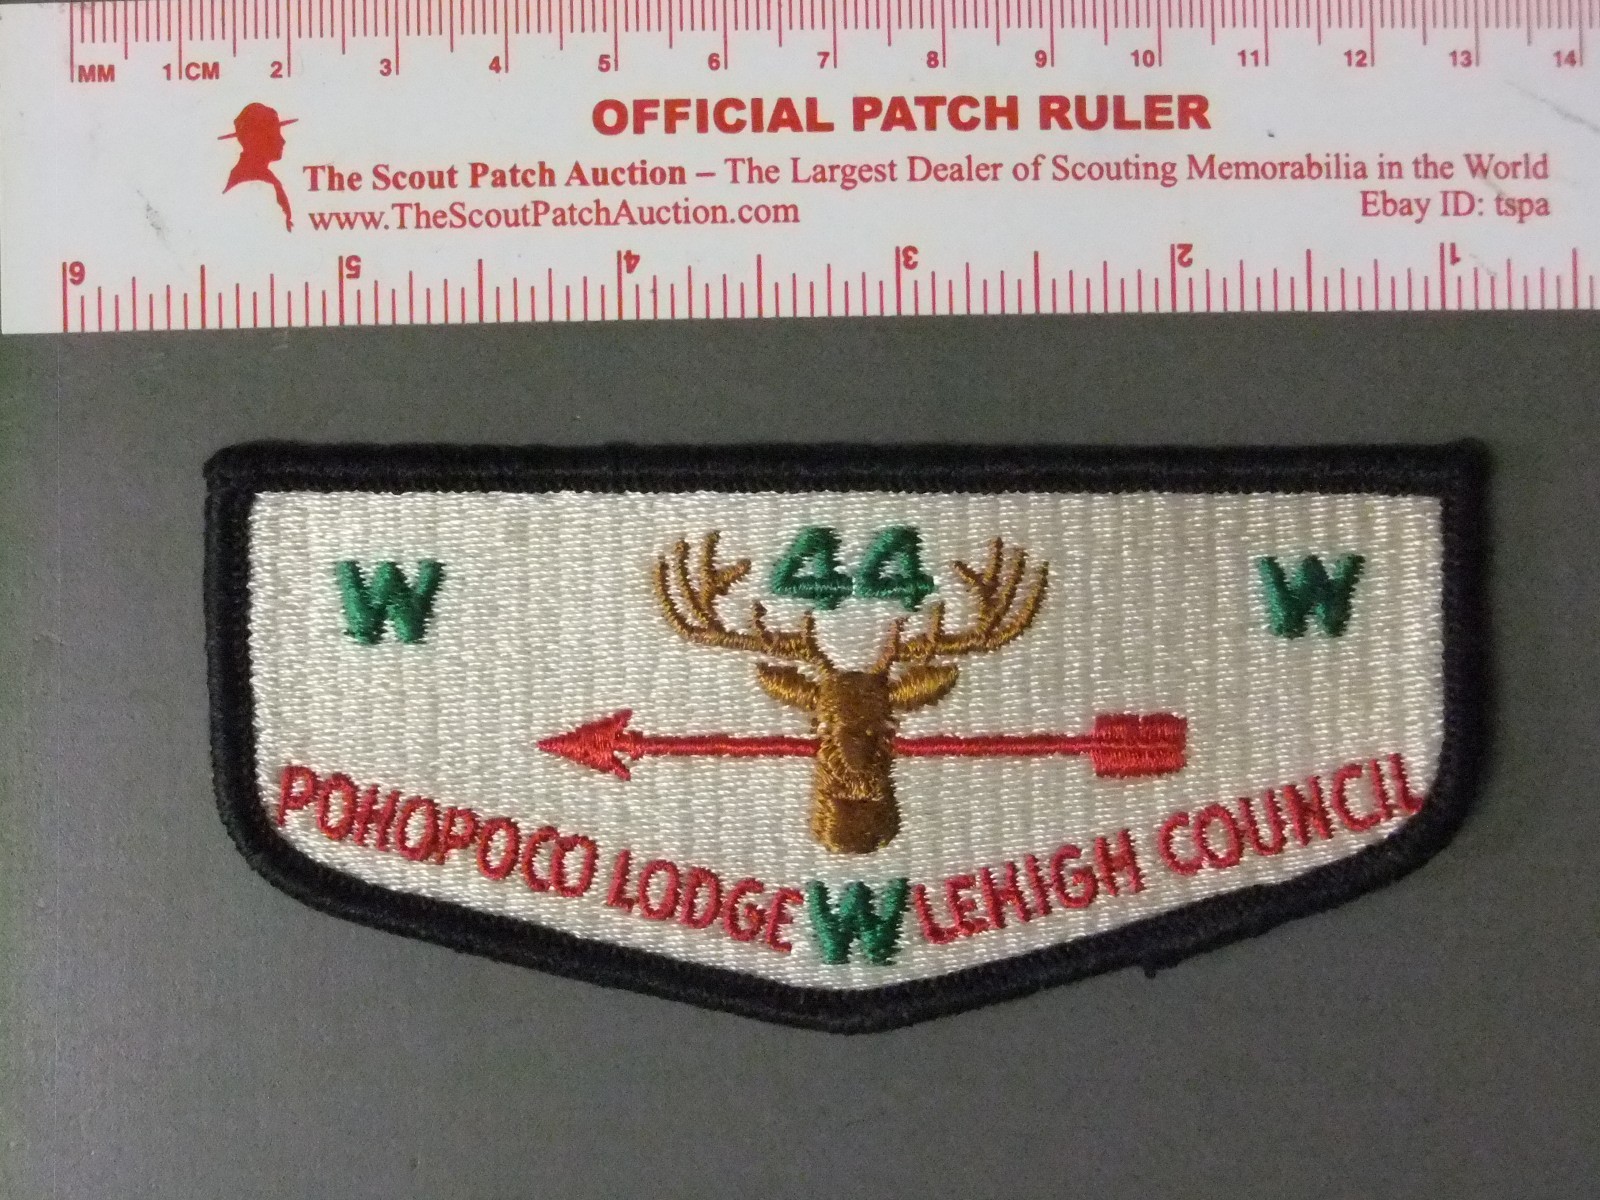 MM 1 CM 2 3 4 5 6 7 8 9 10 11 12 13 14
OFFICIAL PATCH RULER
The Scout Patch Auction – The Largest Dealer of Scouting Memorabilia in the World
www.TheScoutPatchAuction.com
Ebay ID: tspa
6 5 4 3 2 1
44
W W
POHOPOCO LODGE W LEHIGH COUNCIL